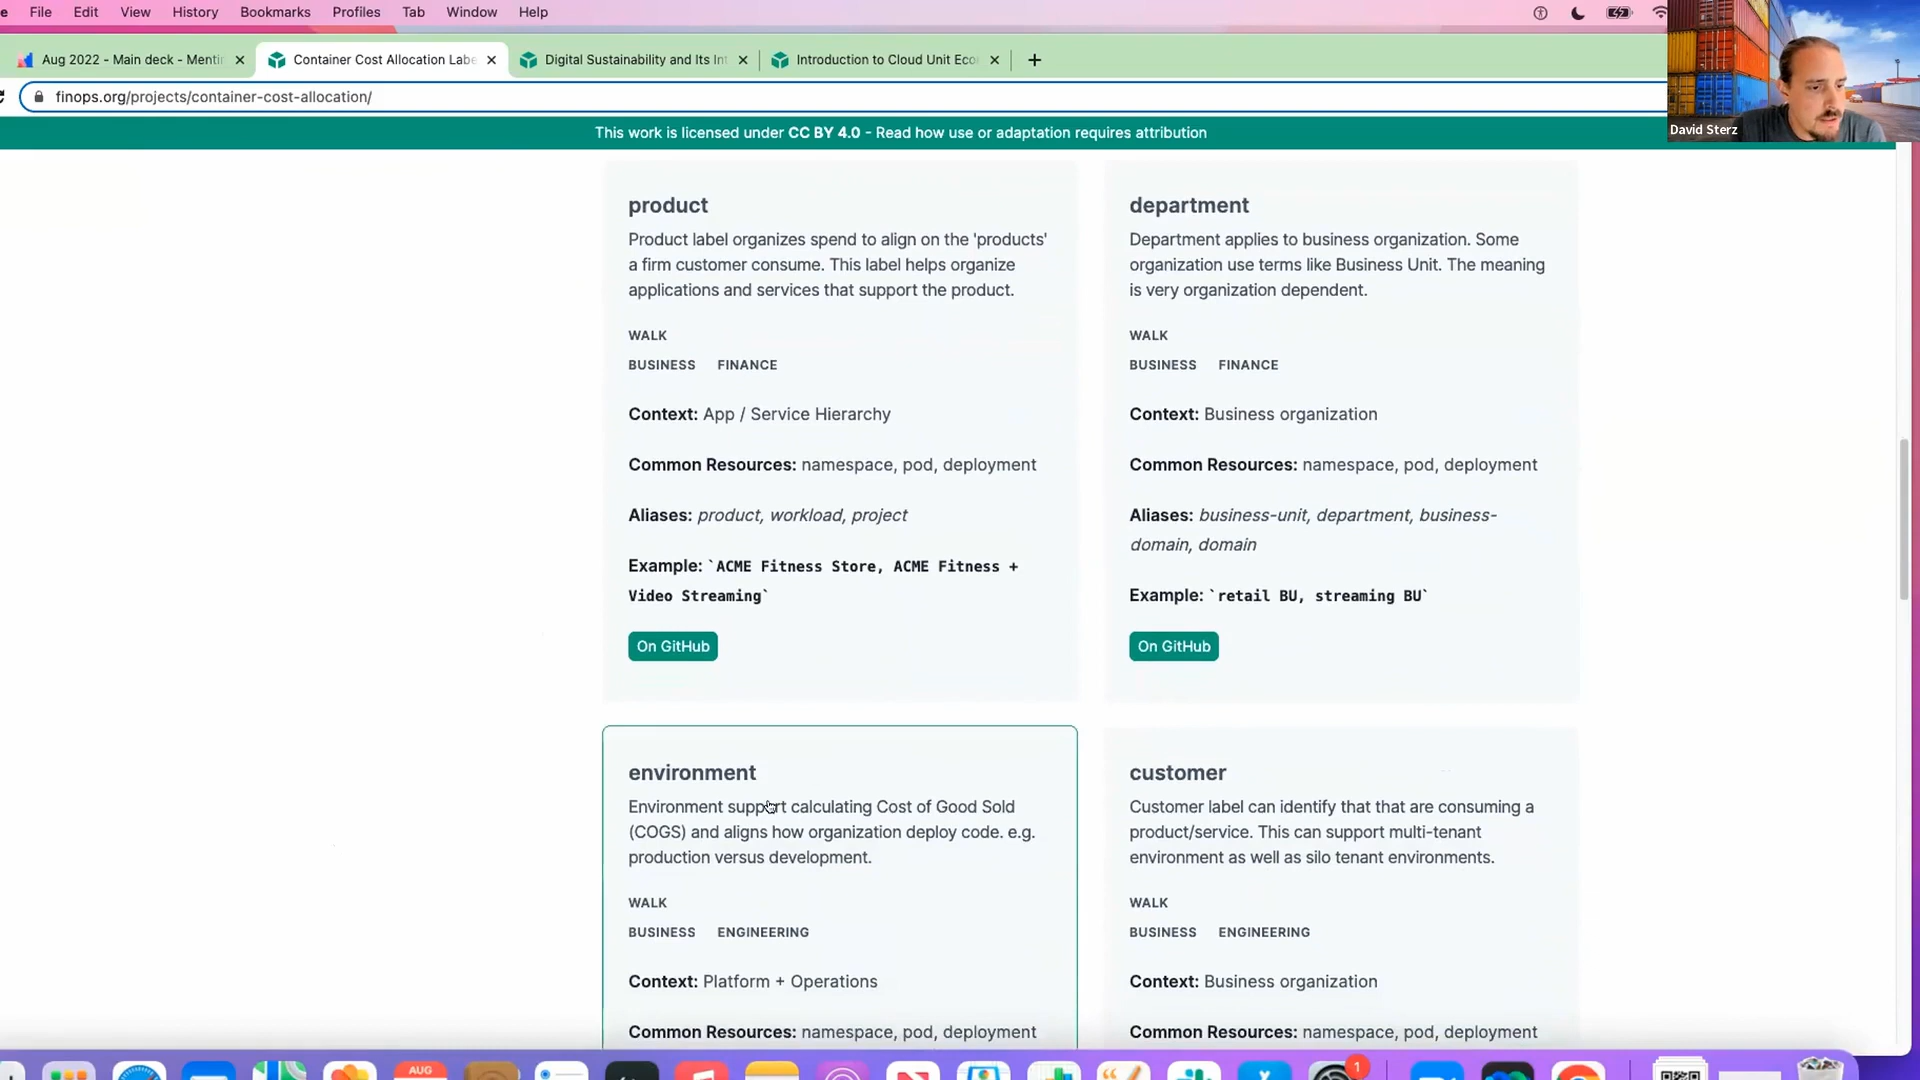 File Edit View History Bookmarks Profiles Tab Window Help
Aug 2022 - Main deck - Menti
Container Cost Allocation Labe
Digital Sustainability and Its In
Introduction to Cloud Unit Eco
finops.org/projects/container-cost-allocation/
David Sterz
This work is licensed under CC BY 4.0 - Read how use or adaptation requires attribution
product
Product label organizes spend to align on the 'products'
a firm customer consume. This label helps organize
applications and services that support the product.
WALK
BUSINESS FINANCE
Context: App / Service Hierarchy
Common Resources: namespace, pod, deployment
Aliases: product, workload, project
Example: `ACME Fitness Store, ACME Fitness +
Video Streaming`
On GitHub
department
Department applies to business organization. Some
organization use terms like Business Unit. The meaning
is very organization dependent.
WALK
BUSINESS FINANCE
Context: Business organization
Common Resources: namespace, pod, deployment
Aliases: business-unit, department, business-
domain, domain
Example: `retail BU, streaming BU`
On GitHub
environment
Environment support calculating Cost of Good Sold
(COGS) and aligns how organization deploy code. e.g.
production versus development.
WALK
BUSINESS ENGINEERING
Context: Platform + Operations
Common Resources: namespace, pod, deployment
customer
Customer label can identify that that are consuming a
product/service. This can support multi-tenant
environment as well as silo tenant environments.
WALK
BUSINESS ENGINEERING
Context: Business organization
Common Resources: namespace, pod, deployment
AUG
1